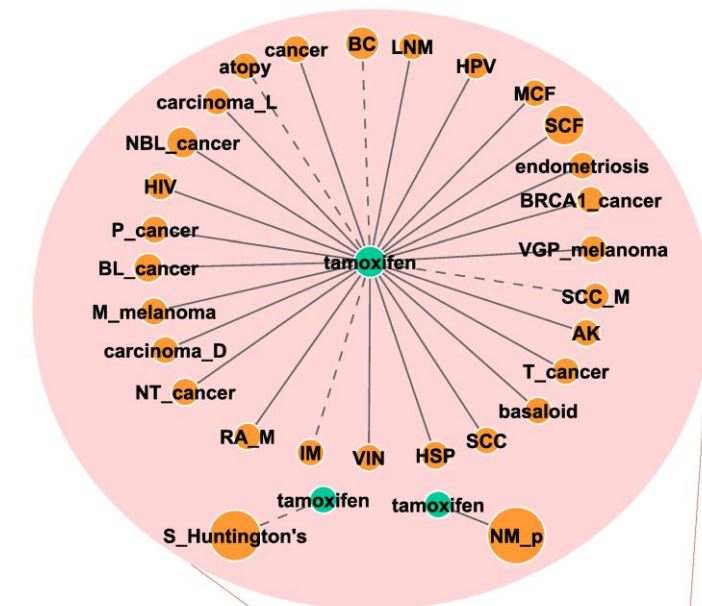 BC
LNM
cancer
atopy
HPV
MCF
carcinoma_L
SCF
NBL_cancer
endometriosis
HIV
BRCA1_cancer
P_cancer
VGP_melanoma
tamoxifen
BL_cancer
SCC_M
M_melanoma
AK
carcinoma_D
T_cancer
NT_cancer
basaloid
RA_M
SCC
IM
VIN
HSP
tamoxifen
tamoxifen
S_Huntington's
NM_p